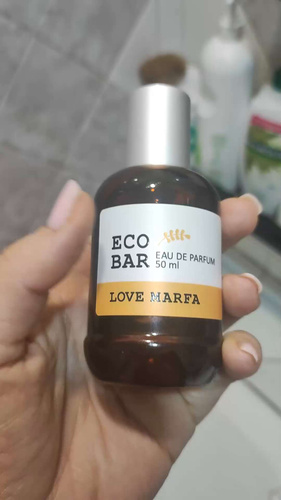 ECO
BAR
EAU DE PARFUM
50 ml
LOVE MARFA